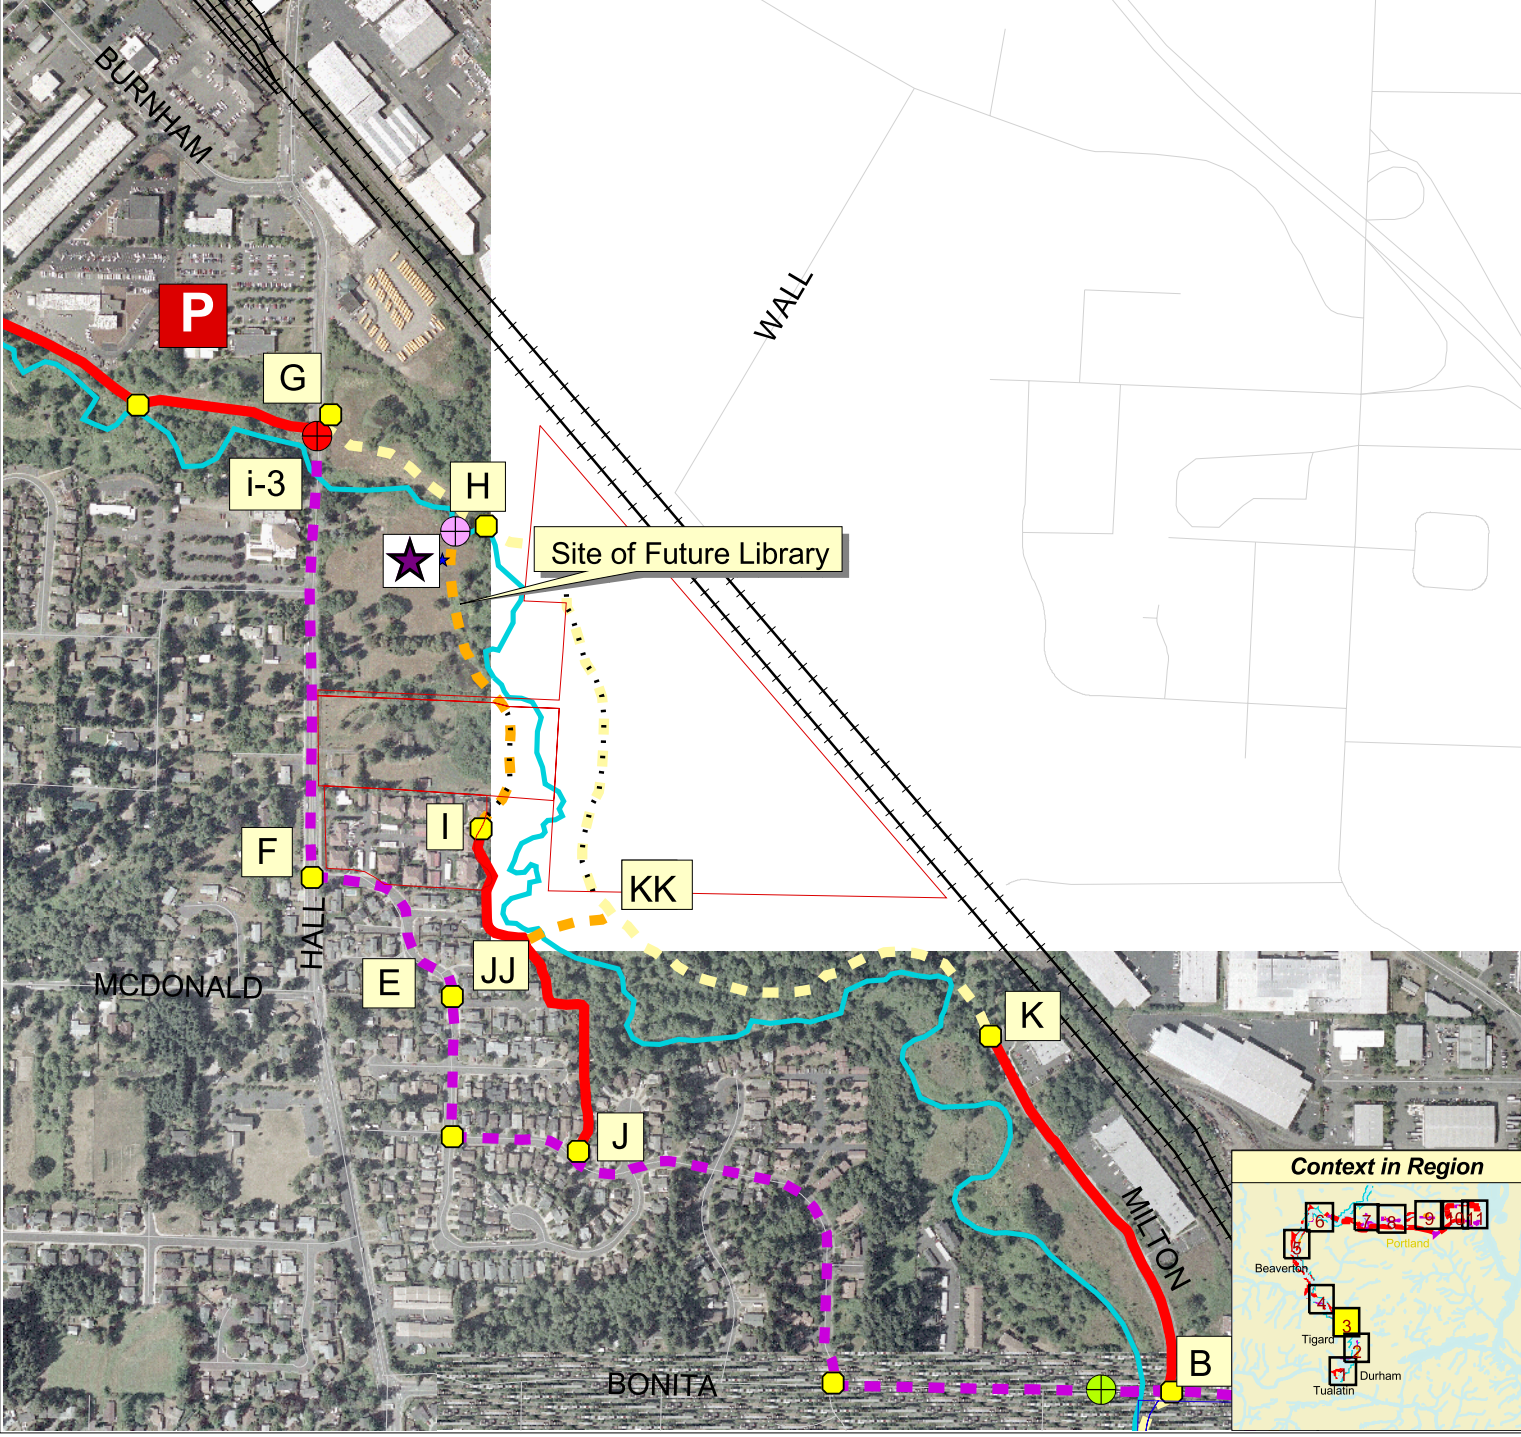 BURNHAM
WALL
P
G
i-3
H
Site of Future Library
I
F
KK
HALL
JJ
MCDONALD
E
K
J
MILTON
B
BONITA
Context in Region
6
7
8
9
10
11
Portland
5
Beaverton
4
3
Tigard
2
1
Durham
Tualatin